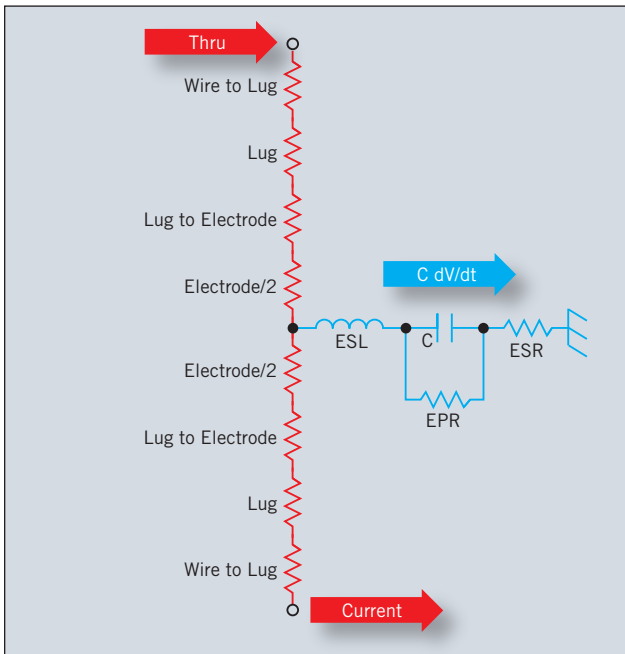 Thru
Wire to Lug
Lug
Lug to Electrode
C dV/dt
Electrode/2
ESL
C
ESR
Electrode/2
EPR
Lug to Electrode
Lug
Wire to Lug
Current